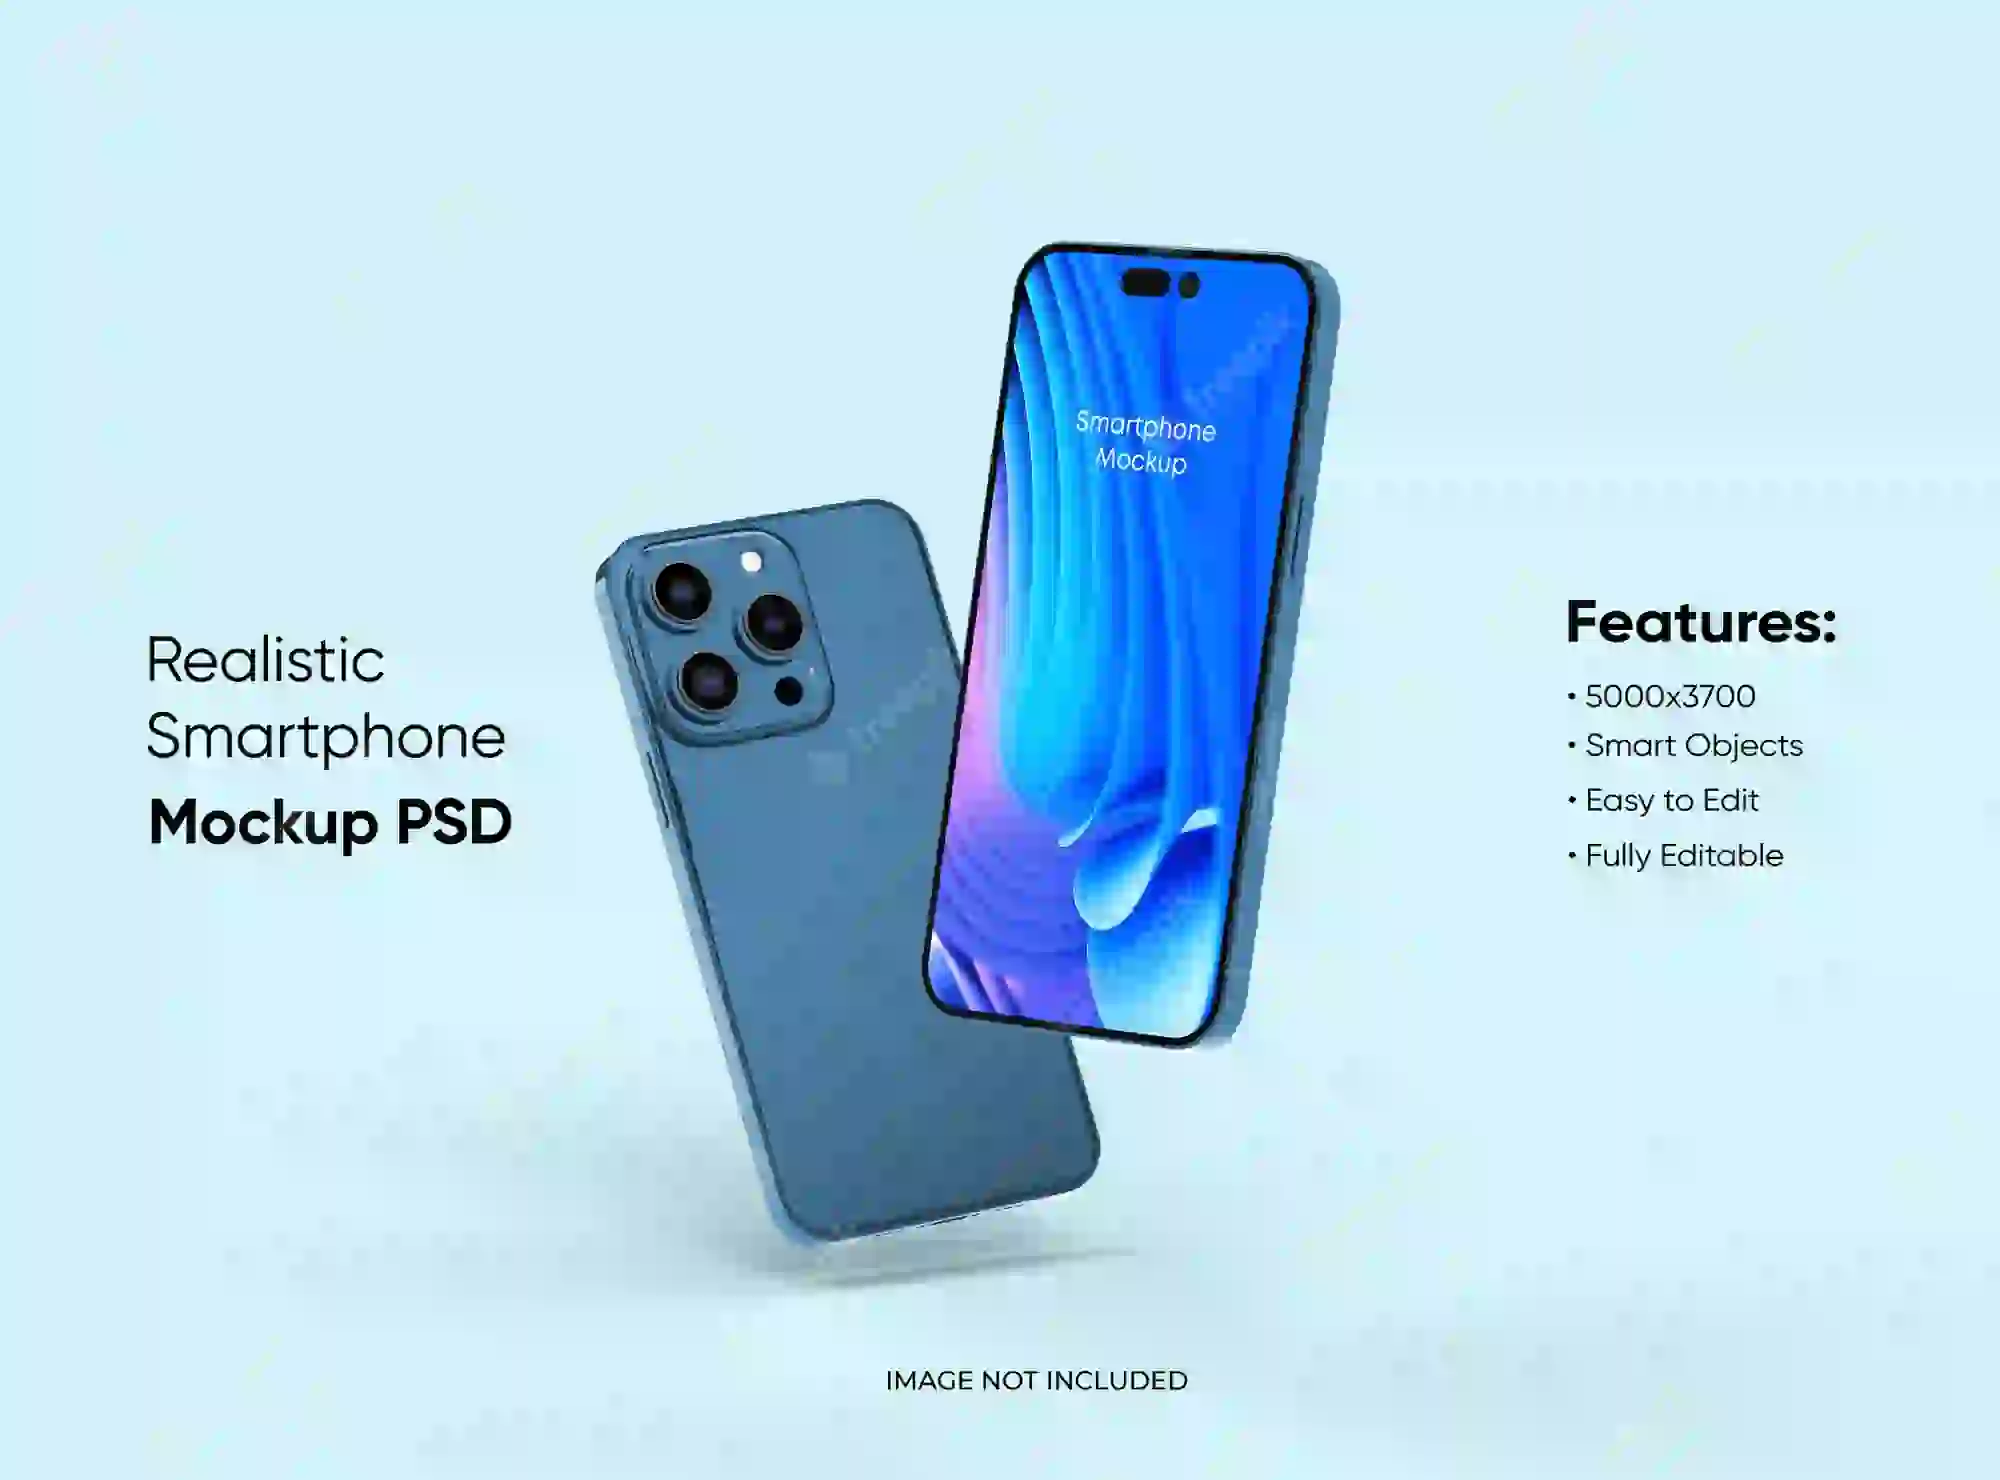 Realistic
Smartphone
Mockup PSD
Smartphone
Mockup
Features:
• 5000x3700
• Smart Objects
• Easy to Edit
• Fully Editable
IMAGE NOT INCLUDED